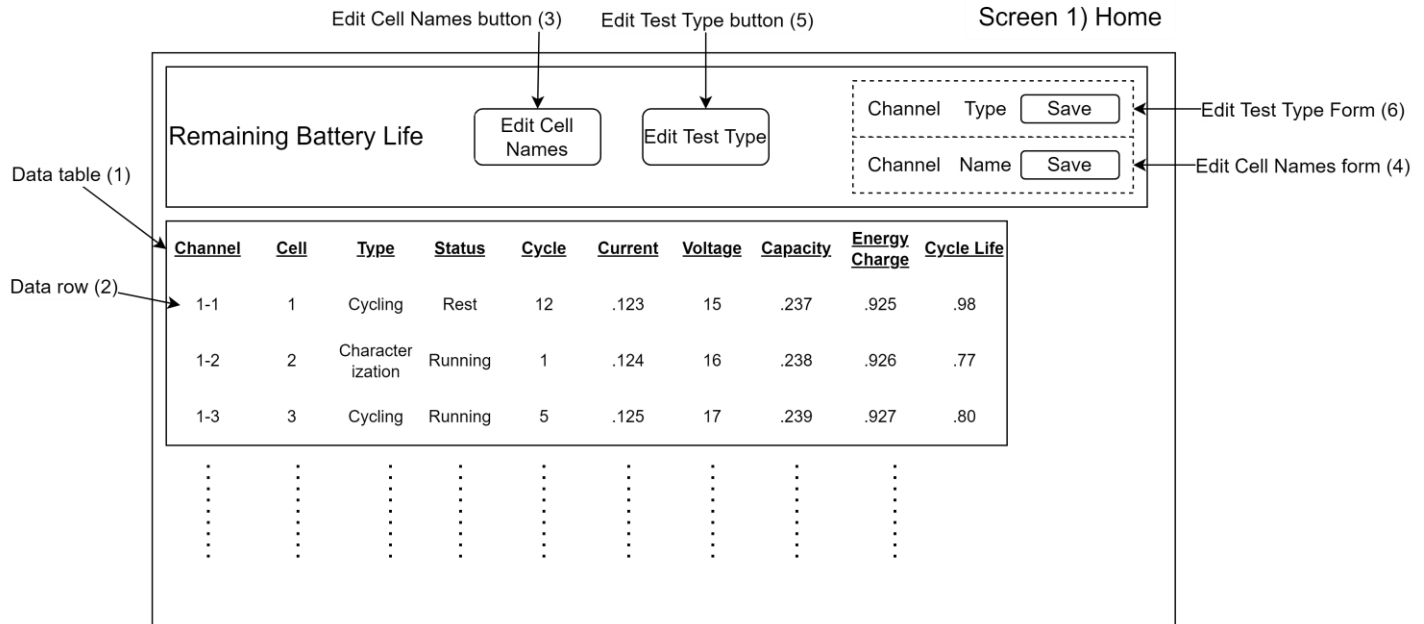 Edit Cell Names button (3)
Edit Test Type button (5)
Screen 1) Home
Remaining Battery Life
Edit Cell
Names
Edit Test Type
Channel Type Save
Edit Test Type Form (6)
Channel Name Save
Edit Cell Names form (4)
Data table (1)
Channel Cell Type Status Cycle Current Voltage Capacity Energy Charge Cycle Life
Data row (2)
1-1 1 Cycling Rest 12 .123 15 .237 .925 .98
1-2 2 Character
ization Running 1 .124 16 .238 .926 .77
1-3 3 Cycling Running 5 .125 17 .239 .927 .80